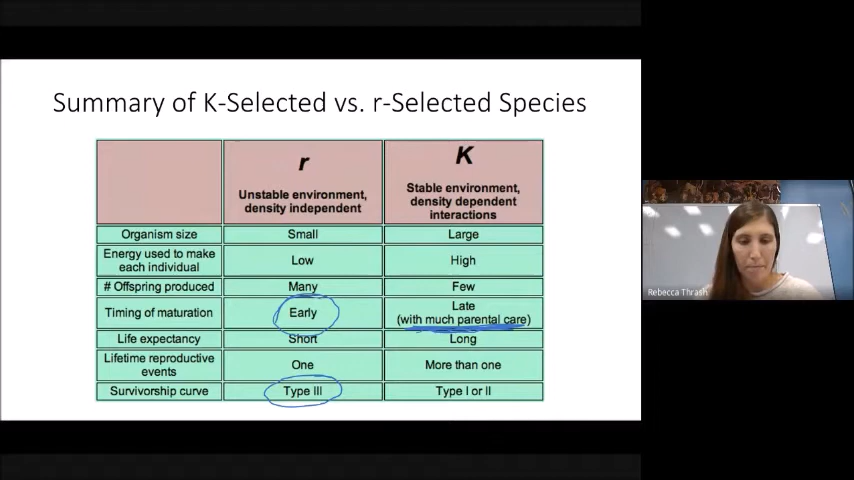 Summary of K-Selected vs. r-Selected Species
r
K
Unstable environment,
density independent
Stable environment,
density dependent
interactions
Organism size
Small
Large
Energy used to make
each individual
Low
High
# Offspring produced
Many
Few
Timing of maturation
Early
Late
(with much parental care)
Life expectancy
Short
Long
Lifetime reproductive
events
One
More than one
Survivorship curve
Type III
Type I or II
Rebecca Thrash